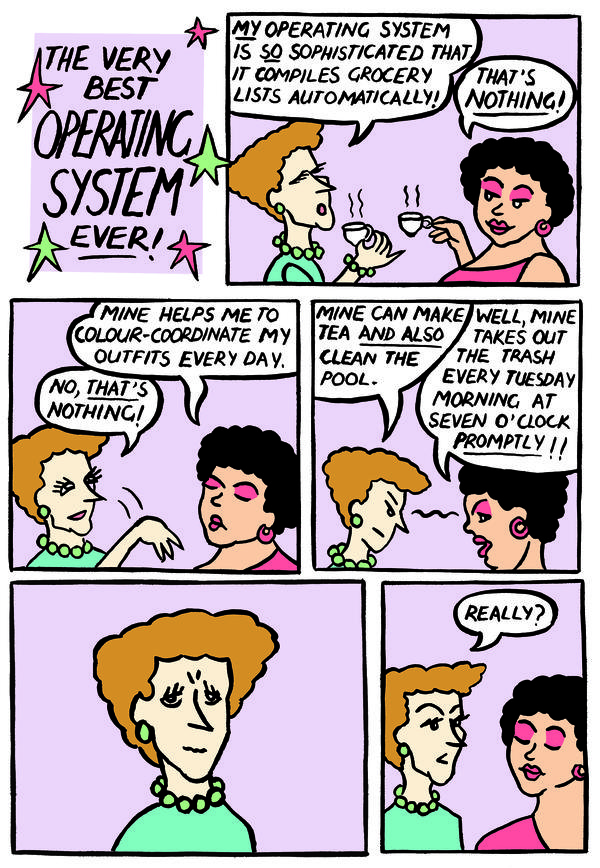 THE VERY
BEST
OPERATING
SYSTEM
EVER!
MY OPERATING SYSTEM
IS SO SOPHISTICATED THAT
IT COMPILES GROCERY
LISTS AUTOMATICALLY!
THAT'S
NOTHING!
MINE HELPS ME TO
COLOUR-COORDINATE MY
OUTFITS EVERY DAY.
NO, THAT'S
NOTHING!
MINE CAN MAKE
TEA AND ALSO
CLEAN THE
POOL.
WELL, MINE
TAKES OUT
THE TRASH
EVERY TUESDAY
MORNING AT
SEVEN O'CLOCK
PROMPTLY!!
REALLY?